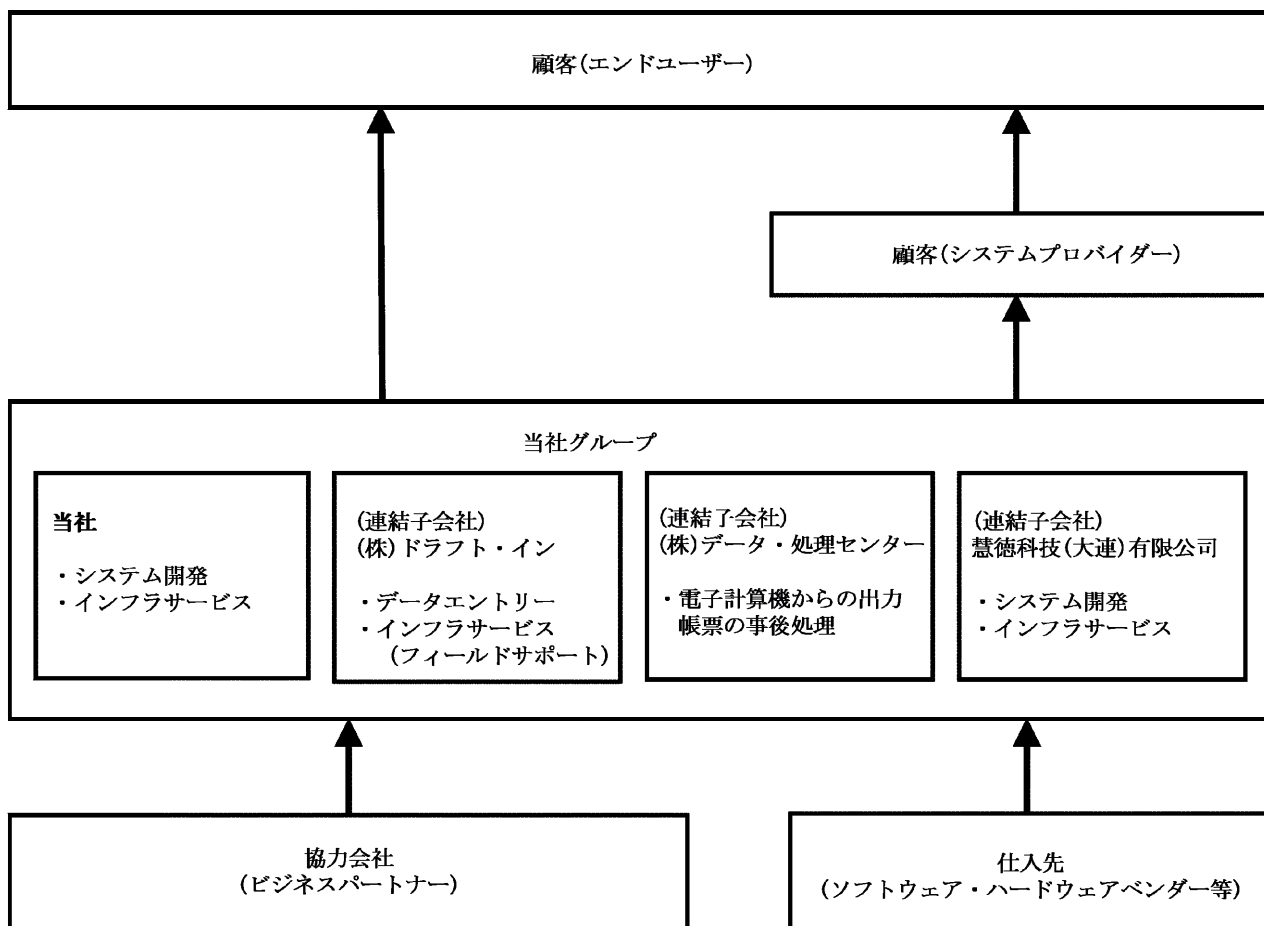 顧客(エンドユーザー)
顧客(システムプロバイダー)
当社グループ
当社
・システム開発
・インフラサービス
(連結子会社)
(株)ドラフト・イン
・データエントリー
・インフラサービス
(フィールドサポート)
(連結子会社)
(株)データ・処理センター
・電子計算機からの出力
帳票の事後処理
(連結子会社)
慧徳科技(大連)有限公司
・システム開発
・インフラサービス
協力会社
(ビジネスパートナー)
仕入先
(ソフトウェア・ハードウェアベンダー等)